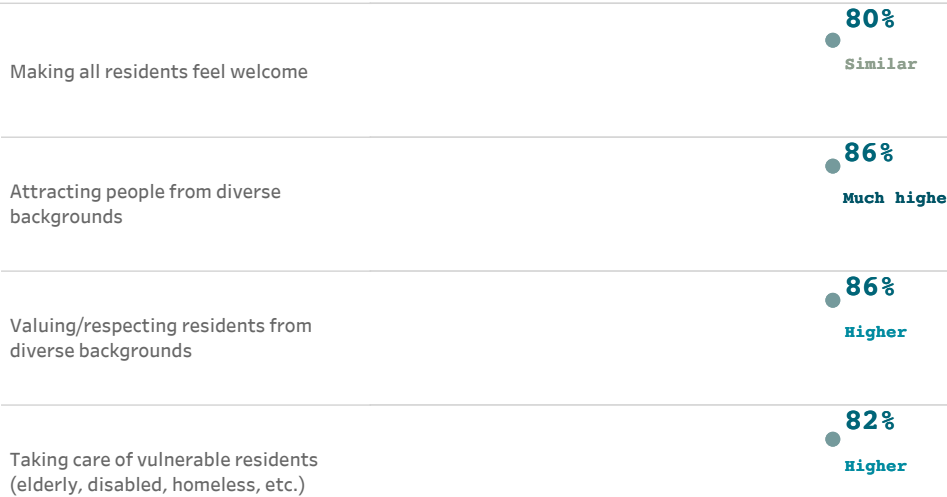 80%
Making all residents feel welcome
Similar
86%
Attracting people from diverse
backgrounds
Much highe
86%
Valuing/respecting residents from
diverse backgrounds
Higher
82%
Taking care of vulnerable residents
(elderly, disabled, homeless, etc.)
Higher